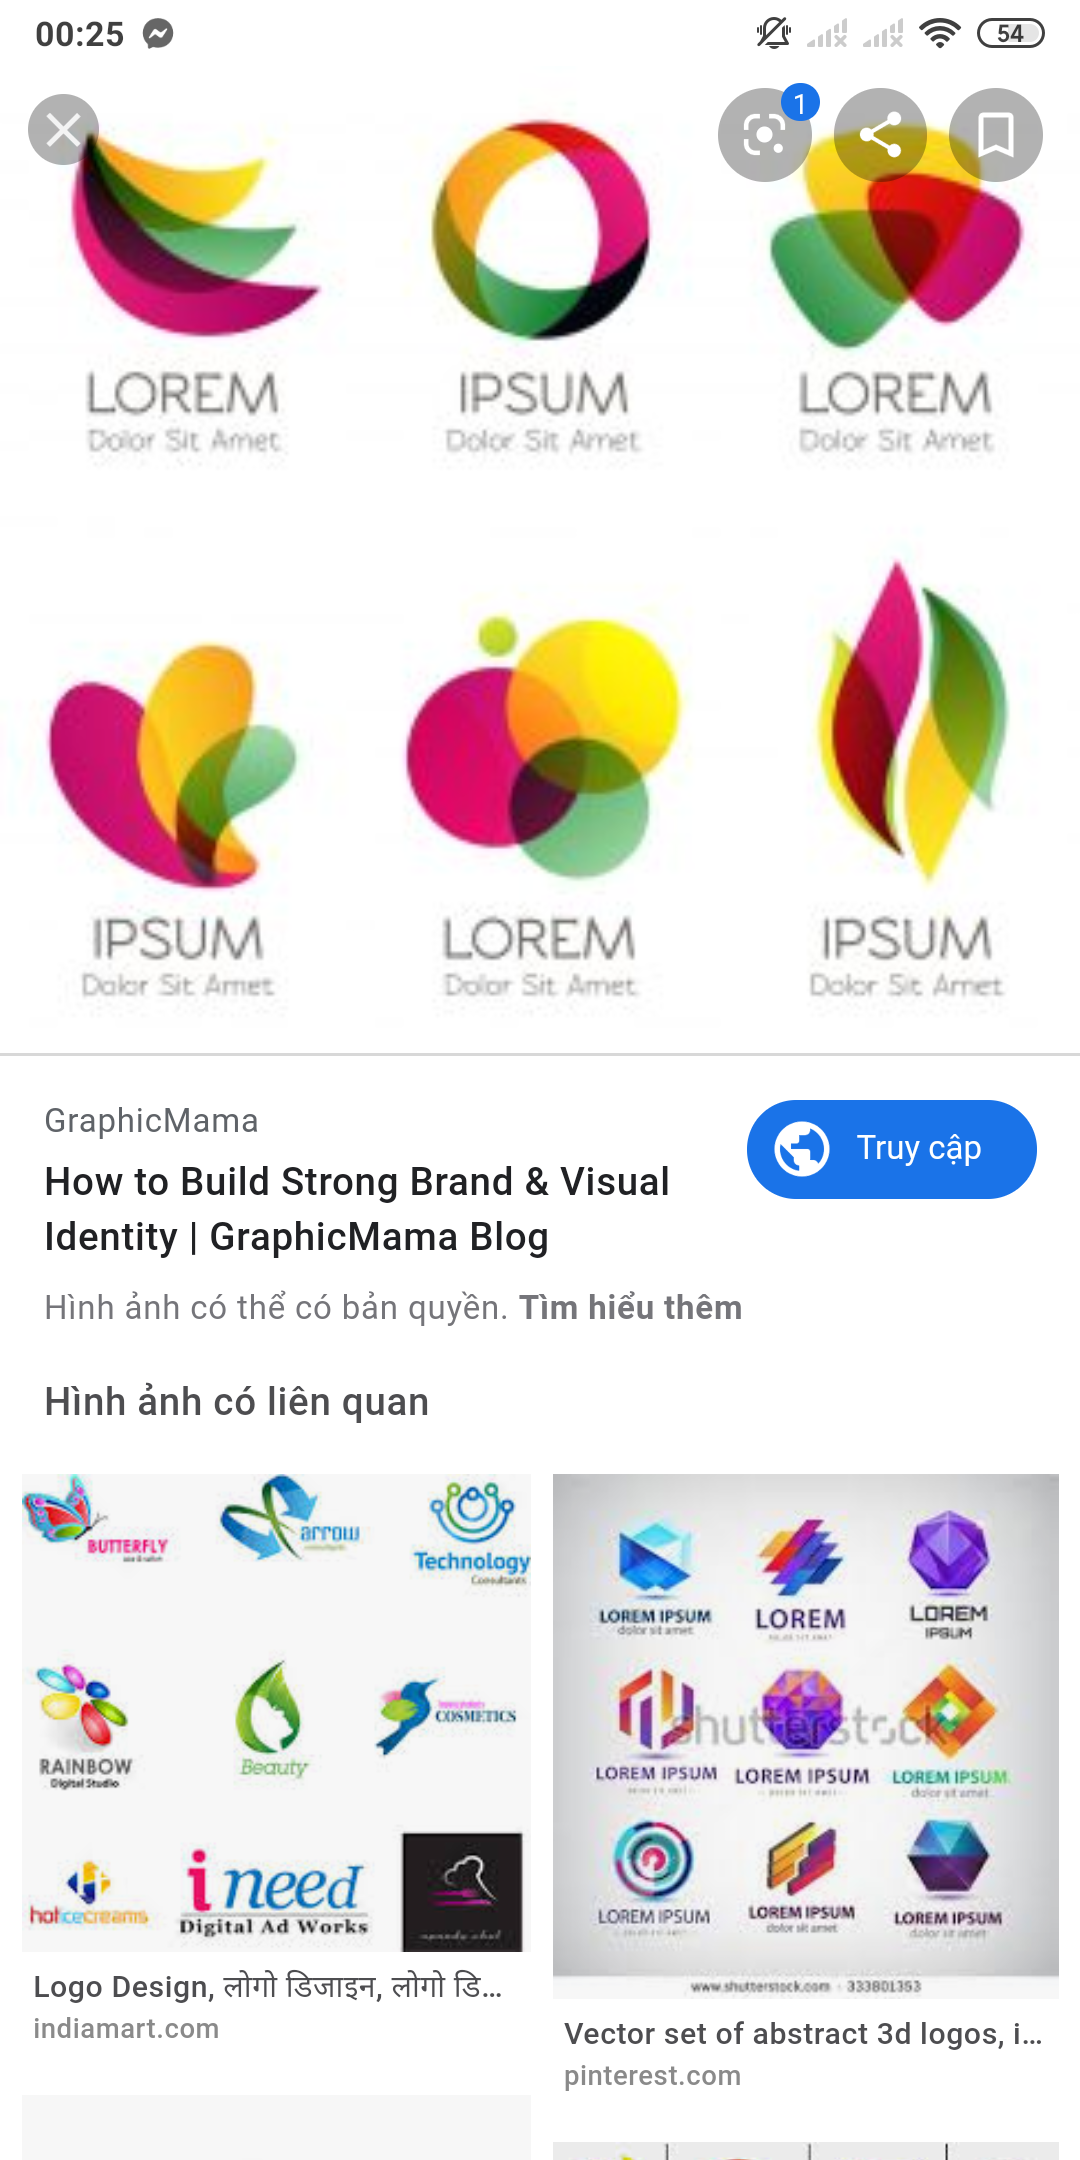 00:25
54
1
LOREM
Dolor Sit Amet
IPSUM
Dolor Sit Amet
LOREM
Dolor Sit Amet
IPSUM
Dolor Sit Amet
LOREM
Dolor Sit Amet
IPSUM
Dolor Sit Amet
GraphicMama
How to Build Strong Brand & Visual
Identity | GraphicMama Blog
Truy cập
Hình ảnh có thể có bản quyền. Tìm hiểu thêm
Hình ảnh có liên quan
BUTTERFLY
arrow
Technology
Consultants
RAINBOW
Digital Studio
Beauty
COSMETICS
hoticecreams
i need
Digital Ad Works
Logo Design, लोगो डिजाइन, लोगो डि...
indiamart.com
LOREM IPSUM
dolor sit amet
LOREM
LOREM
IPSUM
shutterstock
LOREM IPSUM
LOREM IPSUM
LOREM IPSUM
dolor sit amet
LOREM IPSUM
LOREM IPSUM
dolor sit amet
LOREM IPSUM
dolor sit amet
www.shutterstock.com · 333801353
Vector set of abstract 3d logos, i...
pinterest.com